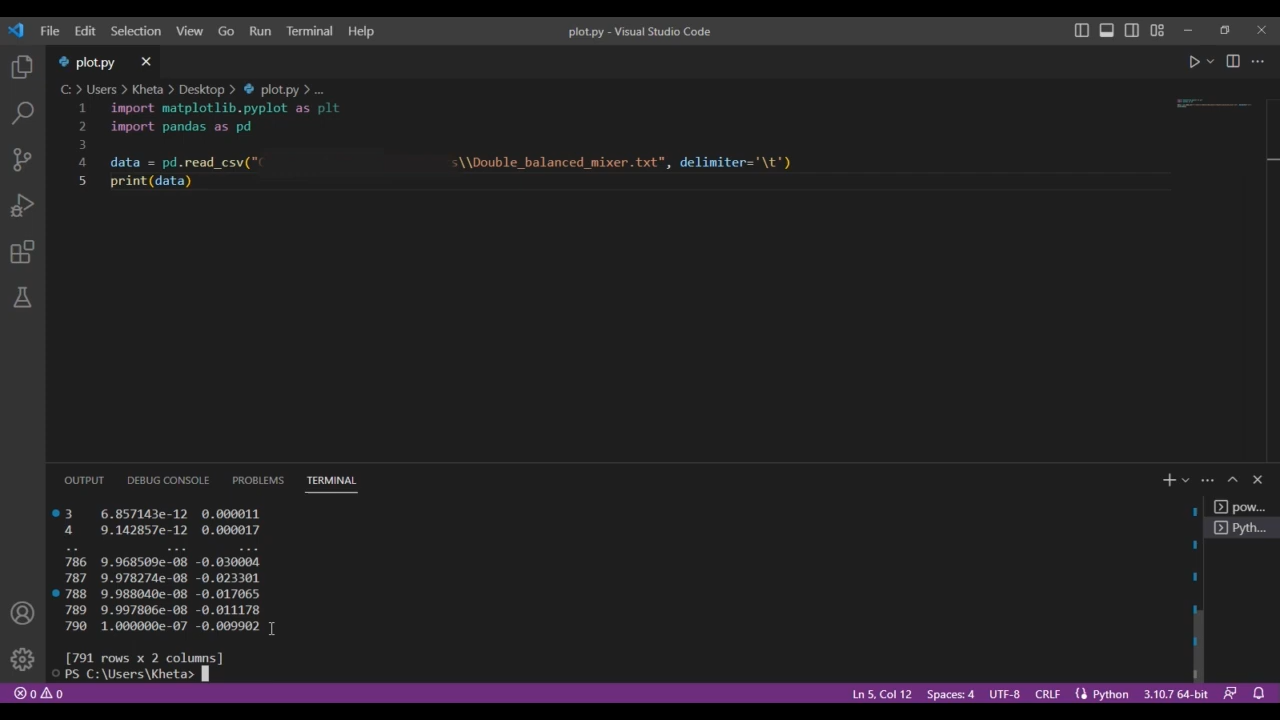 File Edit Selection View Go Run Terminal Help
plot.py - Visual Studio Code
plot.py
C: > Users > Kheta > Desktop > plot.py > ...
1 import matplotlib.pyplot as plt
2 import pandas as pd
3
4 data = pd.read_csv("C s\\Double_balanced_mixer.txt", delimiter='\t')
5 print(data)
OUTPUT DEBUG CONSOLE PROBLEMS TERMINAL
3 6.857143e-12 0.000011
4 9.142857e-12 0.000017
.. ... ...
786 9.968509e-08 -0.030004
787 9.978274e-08 -0.023301
788 9.988040e-08 -0.017065
789 9.997806e-08 -0.011178
790 1.000000e-07 -0.009902
[791 rows x 2 columns]
PS C:\Users\Kheta>
pow...
Pyth...
0 0
Ln 5, Col 12 Spaces: 4 UTF-8 CRLF Python 3.10.7 64-bit